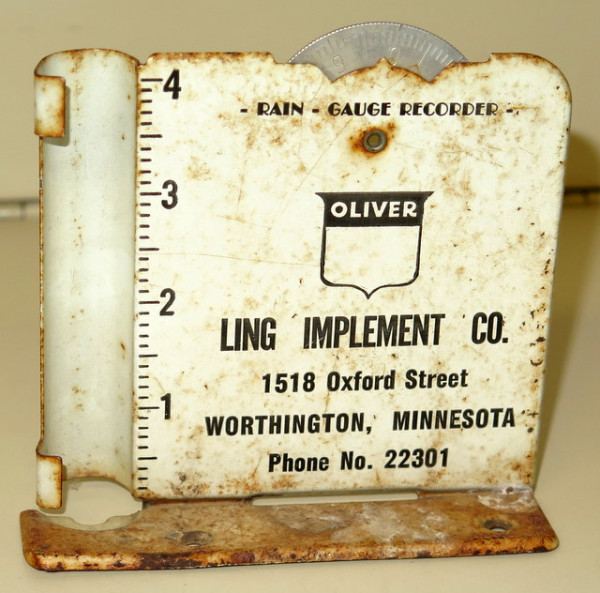 - RAIN - GAUGE RECORDER -
OLIVER
4
3
2
1
LING IMPLEMENT CO.
1518 Oxford Street
WORTHINGTON, MINNESOTA
Phone No. 22301